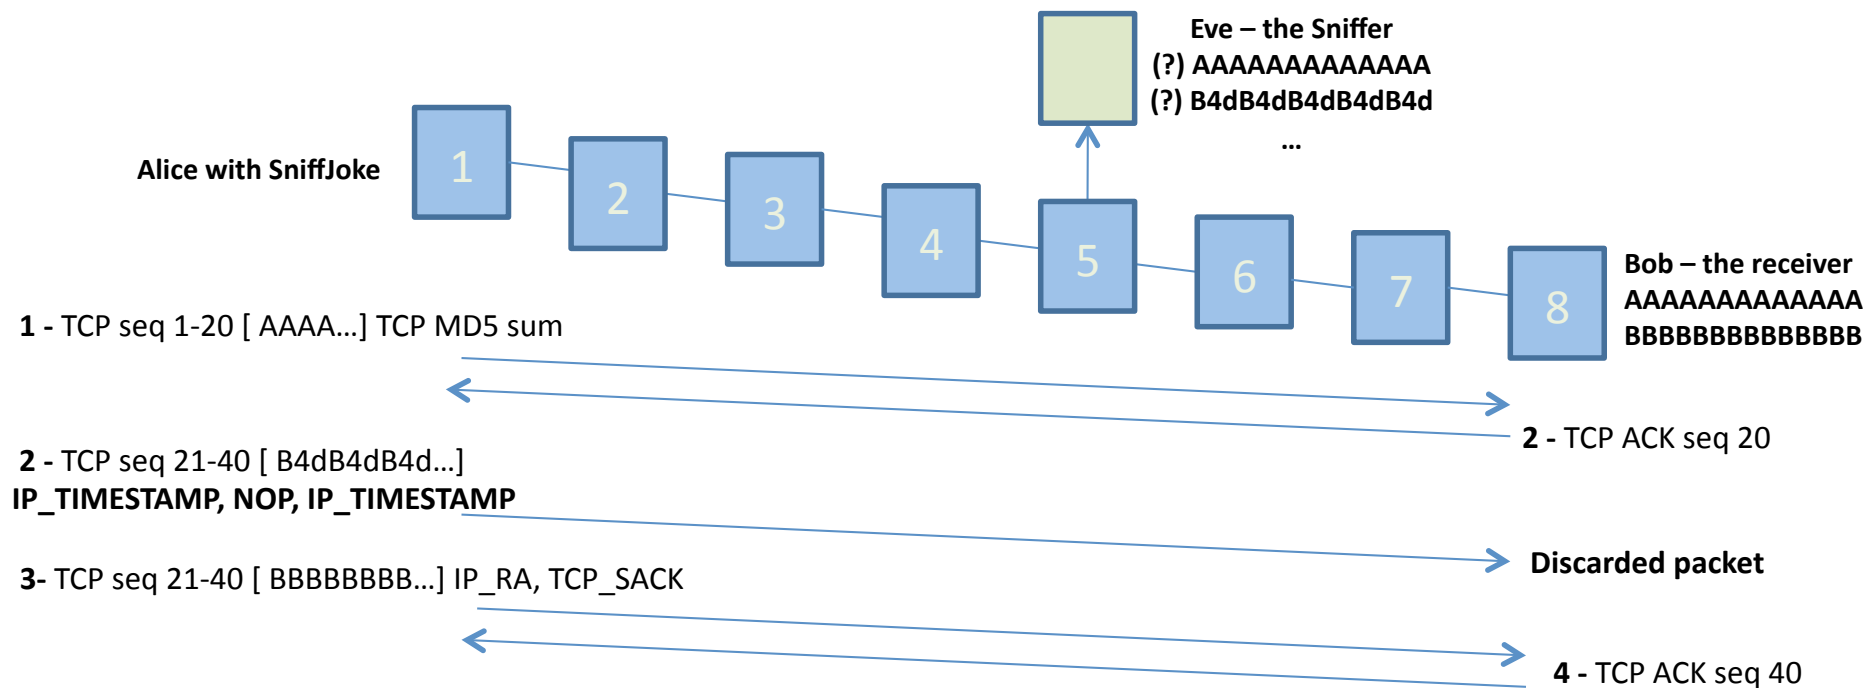 Eve – the Sniffer
(?) AAAAAAAAAAAAA
(?) B4dB4dB4dB4dB4d
…
Alice with SniffJoke
1
2
3
4
5
6
7
8
Bob – the receiver
AAAAAAAAAAAAA
BBBBBBBBBBBBBB
1 - TCP seq 1-20 [ AAAA…] TCP MD5 sum
2 - TCP ACK seq 20
2 - TCP seq 21-40 [ B4dB4dB4d…]
IP_TIMESTAMP, NOP, IP_TIMESTAMP
Discarded packet
3- TCP seq 21-40 [ BBBBBBBB…] IP_RA, TCP_SACK
4 - TCP ACK seq 40